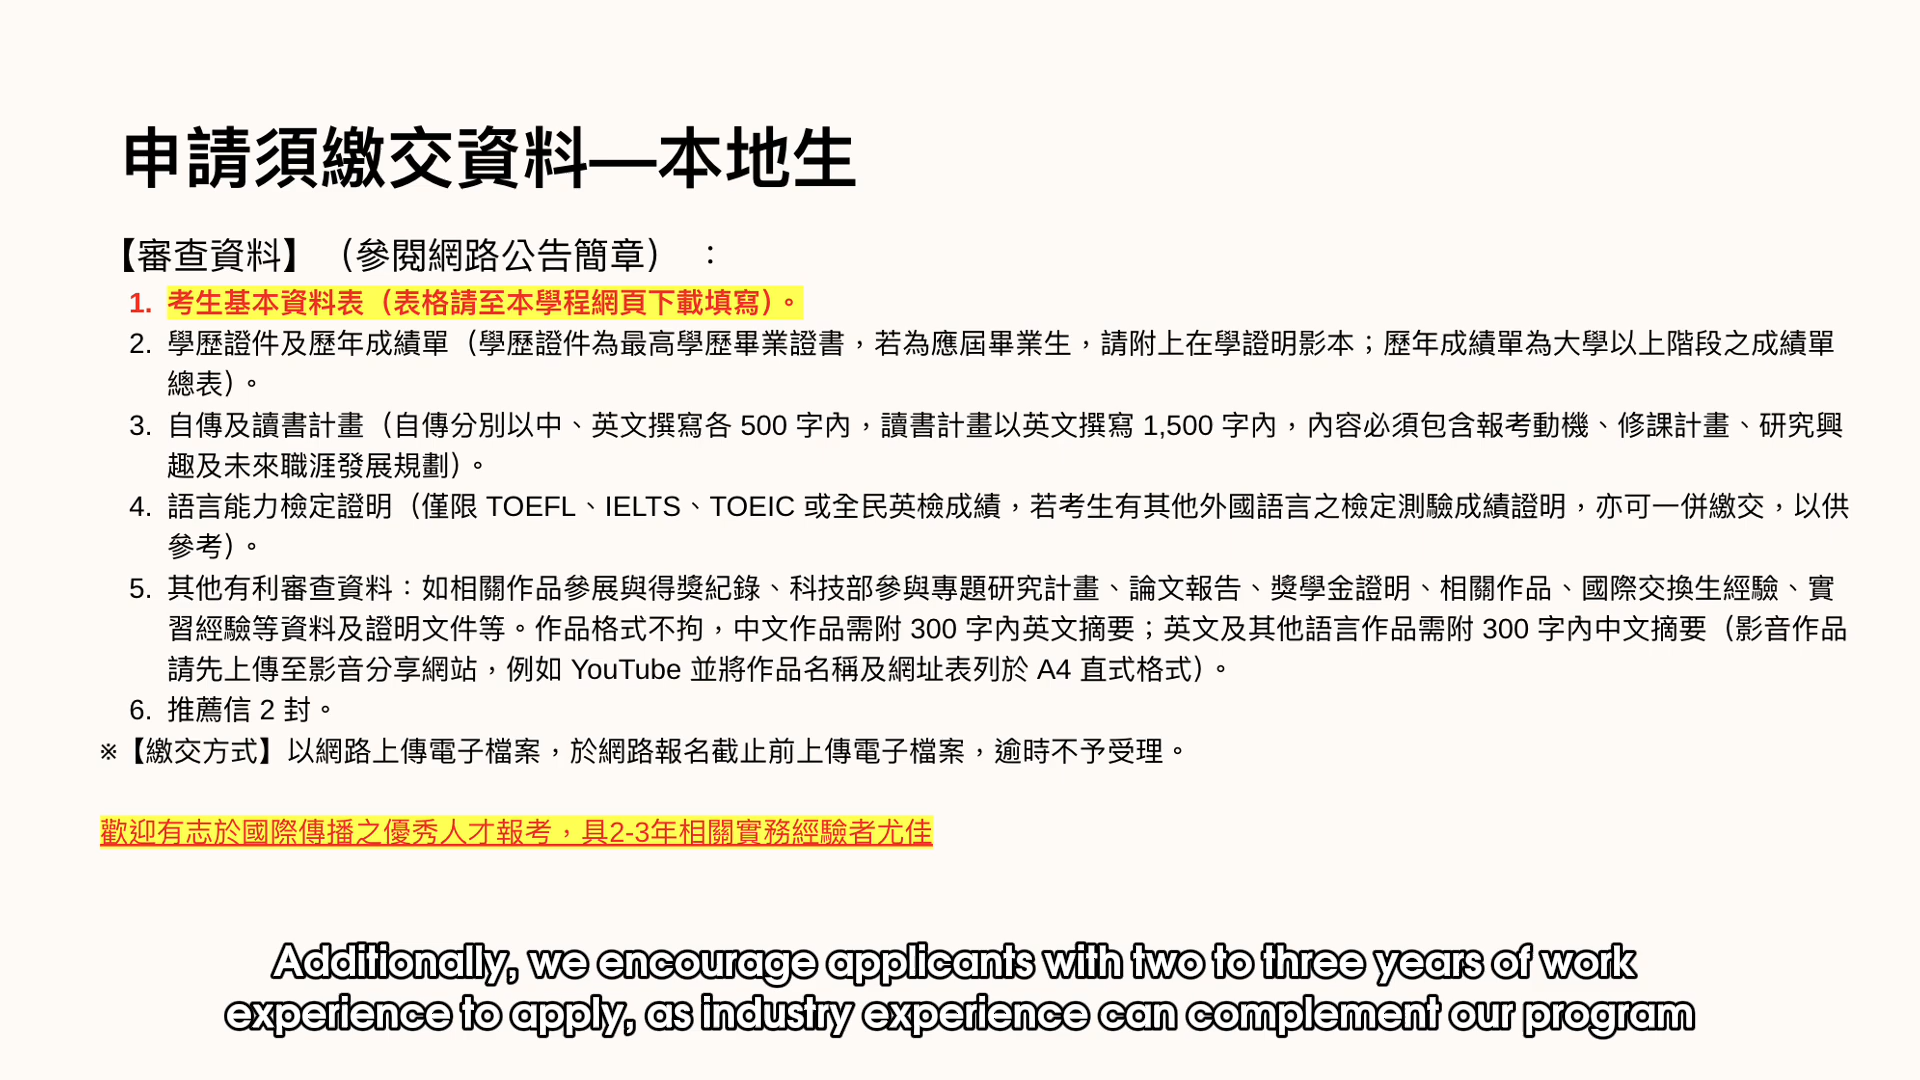 申請須繳交資料—本地生
【審查資料】（參閱網路公告簡章）：
1. 考生基本資料表（表格請至本學程網頁下載填寫）。
2. 學歷證件及歷年成績單（學歷證件為最高學歷畢業證書，若為應屆畢業生，請附上在學證明影本；歷年成績單為大學以上階段之成績單
總表）。
3. 自傳及讀書計畫（自傳分別以中、英文撰寫各 500 字內，讀書計畫以英文撰寫 1,500 字內，內容必須包含報考動機、修課計畫、研究興
趣及未來職涯發展規劃）。
4. 語言能力檢定證明（僅限 TOEFL、IELTS、TOEIC 或全民英檢成績，若考生有其他外國語言之檢定測驗成績證明，亦可一併繳交，以供
參考）。
5. 其他有利審查資料：如相關作品參展與得獎紀錄、科技部參與專題研究計畫、論文報告、獎學金證明、相關作品、國際交換生經驗、實
習經驗等資料及證明文件等。作品格式不拘，中文作品需附 300 字內英文摘要；英文及其他語言作品需附 300 字內中文摘要（影音作品
請先上傳至影音分享網站，例如 YouTube 並將作品名稱及網址表列於 A4 直式格式）。
6. 推薦信 2 封。
※【繳交方式】以網路上傳電子檔案，於網路報名截止前上傳電子檔案，逾時不予受理。
歡迎有志於國際傳播之優秀人才報考，具2-3年相關實務經驗者尤佳
Additionally, we encourage applicants with two to three years of work
experience to apply, as industry experience can complement our program